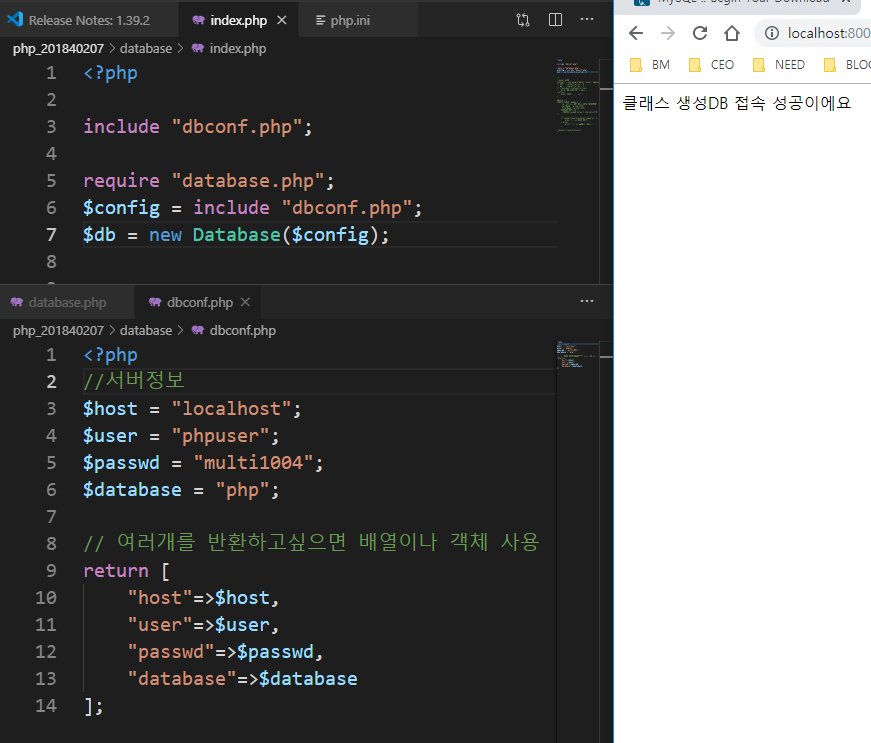 Release Notes: 1.39.2 index.php php.ini
php_201840207 > database > index.php
1 <?php
2
3 include "dbconf.php";
4
5 require "database.php";
6 $config = include "dbconf.php";
7 $db = new Database($config);
8
database.php dbconf.php
php_201840207 > database > dbconf.php
1 <?php
2 //서버정보
3 $host = "localhost";
4 $user = "phpuser";
5 $passwd = "multi1004";
6 $database = "php";
7
8 // 여러개를 반환하고싶으면 배열이나 객체 사용
9 return [
10 "host"=>$host,
11 "user"=>$user,
12 "passwd"=>$passwd,
13 "database"=>$database
14 ];
MySQL :: Begin Your Download
localhost:800
BM CEO NEED BLOG
클래스 생성DB 접속 성공이에요